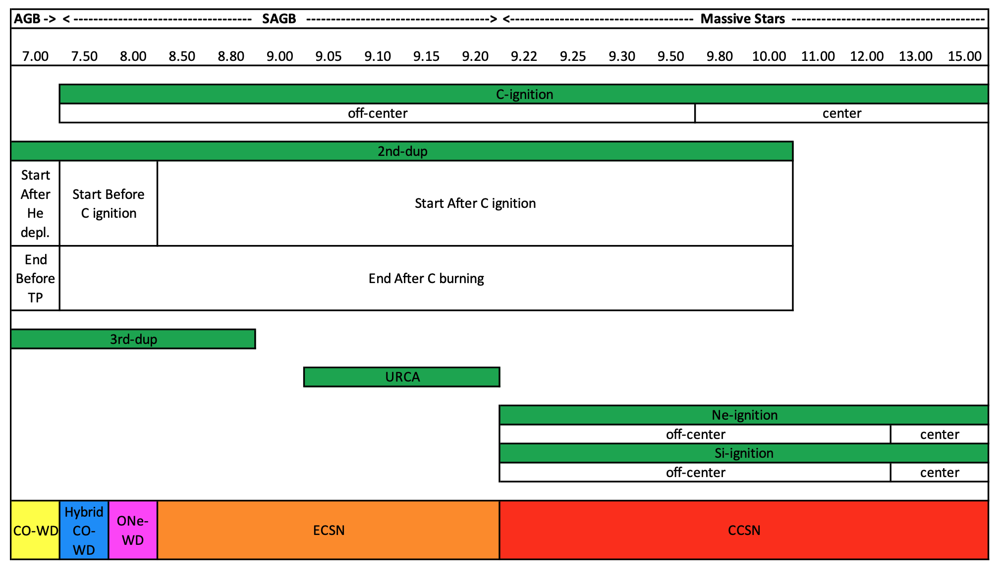 AGB -> < ------------------------------------ SAGB -------------------------------------> <------------------------------------- Massive Stars ---------------------------------------
7.00 7.50 8.00 8.50 8.80 9.00 9.05 9.10 9.15 9.20 9.22 9.25 9.30 9.50 9.80 10.00 11.00 12.00 13.00 15.00
C-ignition
off-center center
2nd-dup
Start
After
He
depl.
Start Before
C ignition
Start After C ignition
End
Before
TP
End After C burning
3rd-dup
URCA
Ne-ignition
off-center center
Si-ignition
off-center center
CO-WD
Hybrid
CO-
WD
ONe-
WD
ECSN
CCSN